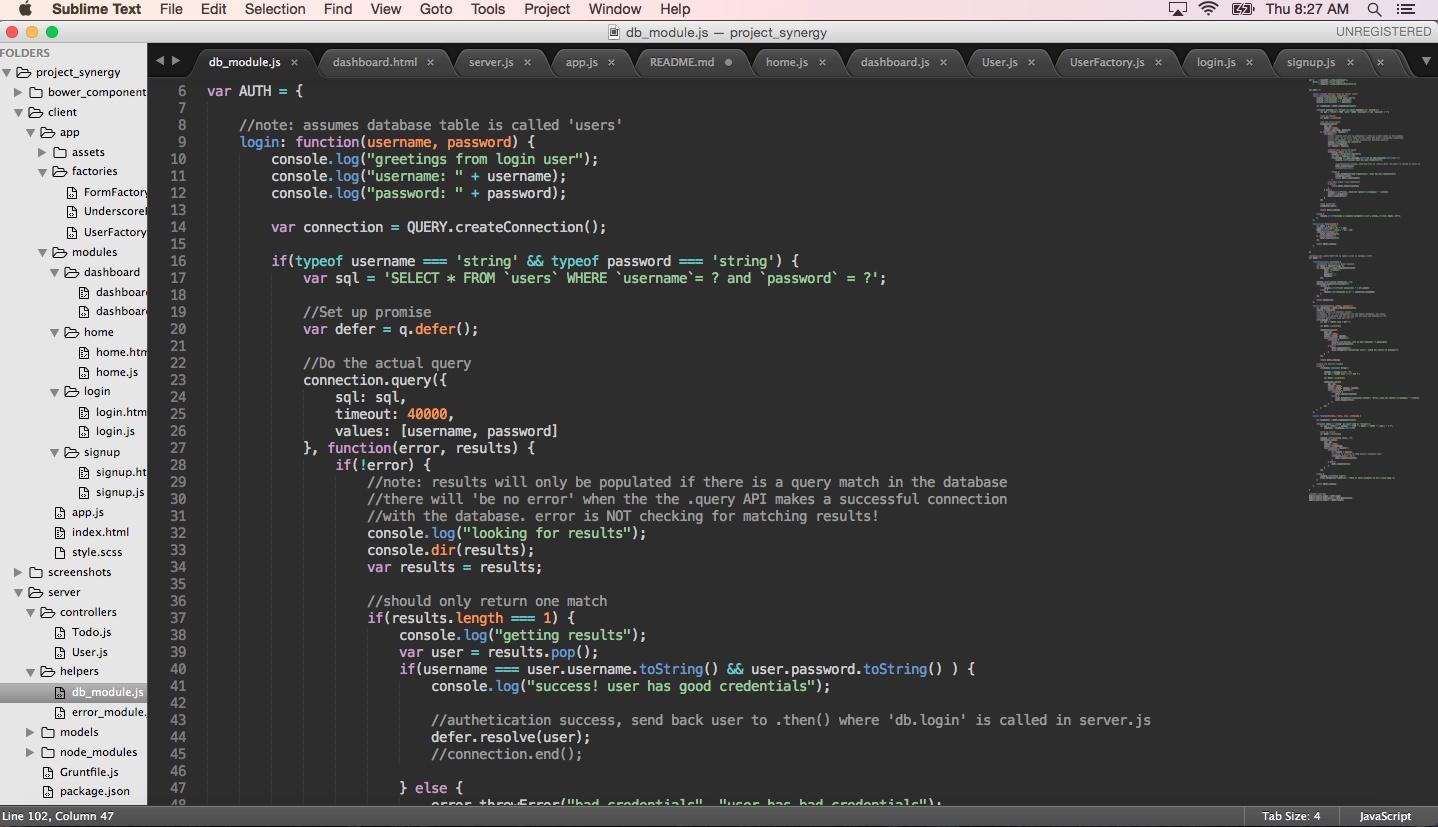 Sublime Text File Edit Selection Find View Goto Tools Project Window Help Thu 8:27 AM
db_module.js — project_synergy UNREGISTERED
FOLDERS
project_synergy
bower_component
client
app
assets
factories
FormFactory
Underscore
UserFactory
modules
dashboard
dashboar
dashboar
home
home.htm
home.js
login
login.htm
login.js
signup
signup.ht
signup.js
app.js
index.html
style.scss
screenshots
server
controllers
Todo.js
User.js
helpers
db_module.js
error_module.
models
node_modules
Gruntfile.js
package.json
db_module.js × dashboard.html × server.js × app.js × README.md home.js × dashboard.js × User.js × UserFactory.js × login.js × signup.js × ×
6 var AUTH = {
7
8 //note: assumes database table is called 'users'
9 login: function(username, password) {
10 console.log("greetings from login user");
11 console.log("username: " + username);
12 console.log("password: " + password);
13
14 var connection = QUERY.createConnection();
15
16 if(typeof username === 'string' && typeof password === 'string') {
17 var sql = 'SELECT * FROM `users` WHERE `username`= ? and `password` = ?';
18
19 //Set up promise
20 var defer = q.defer();
21
22 //Do the actual query
23 connection.query({
24 sql: sql,
25 timeout: 40000,
26 values: [username, password]
27 }, function(error, results) {
28 if(!error) {
29 //note: results will only be populated if there is a query match in the database
30 //there will 'be no error' when the the .query API makes a successful connection
31 //with the database. error is NOT checking for matching results!
32 console.log("looking for results");
33 console.dir(results);
34 var results = results;
35
36 //should only return one match
37 if(results.length === 1) {
38 console.log("getting results");
39 var user = results.pop();
40 if(username === user.username.toString() && user.password.toString() ) {
41 console.log("success! user has good credentials");
42
43 //authetication success, send back user to .then() where 'db.login' is called in server.js
44 defer.resolve(user);
45 //connection.end();
46
47 } else {
48 error.throwError("bad credentials", "user has bad credentials");
Line 102, Column 47 Tab Size: 4 JavaScript